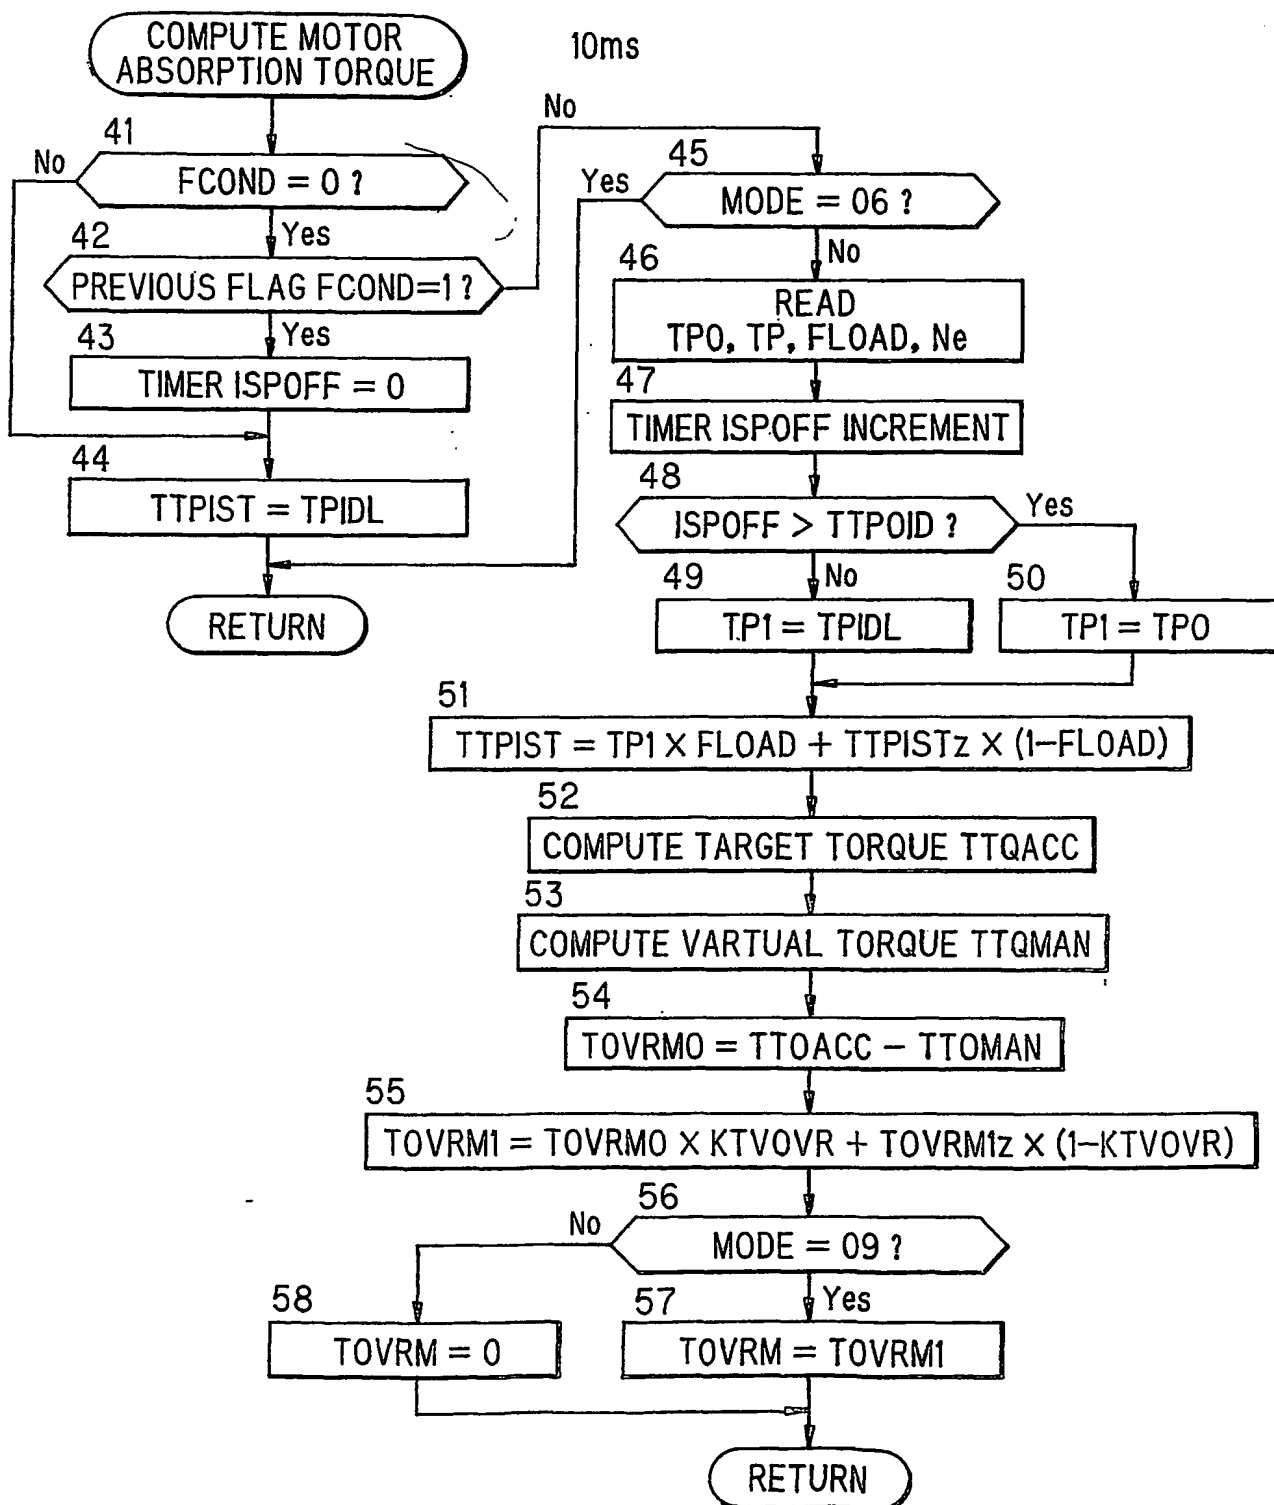 COMPUTE MOTOR
ABSORPTION TORQUE
10ms
41
No
FCOND = 0 ?
Yes
42
PREVIOUS FLAG FCOND=1 ?
No
Yes
43
TIMER ISPOFF = 0
44
TTPIST = TPIDL
RETURN
45
Yes
MODE = 06 ?
No
46
READ
TP0, TP, FLOAD, Ne
47
TIMER ISPOFF INCREMENT
48
ISPOFF > TTPOID ?
Yes
No
49
TP1 = TPIDL
50
TP1 = TP0
51
TTPIST = TP1 × FLOAD + TTPISTz × (1-FLOAD)
52
COMPUTE TARGET TORQUE TTQACC
53
COMPUTE VARTUAL TORQUE TTQMAN
54
TOVRM0 = TTOACC - TTOMAN
55
TOVRM1 = TOVRM0 × KTVOVR + TOVRM1z × (1-KTVOVR)
56
No
MODE = 09 ?
Yes
58
TOVRM = 0
57
TOVRM = TOVRM1
RETURN